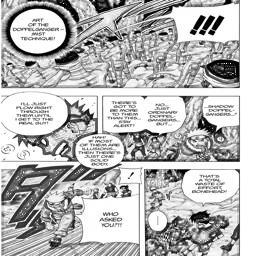 ART
OF THE
DOPPELGANGER –
MIST
TECHNIQUE!
!!!
...SHADOW
DOPPEL-
GANGERS...?
NO...
JUST
ORDINARY
DOPPEL-
GANGERS...
BUT...
THERE'S
GOT TO
BE MORE
TO THEM
THAN THIS...
STAY
ALERT!
I'LL JUST
PLOW RIGHT
THROUGH
THEM UNTIL
I GET TO THE
REAL GUY!
HAH!
IF MOST
OF THEM ARE
ILLUSIONS,
THEN THERE'S
JUST ONE
SOLID
BODY.
THAT'S
A TOTAL
WASTE OF
EFFORT,
BONEHEAD!
WHO
ASKED
YOU?!!